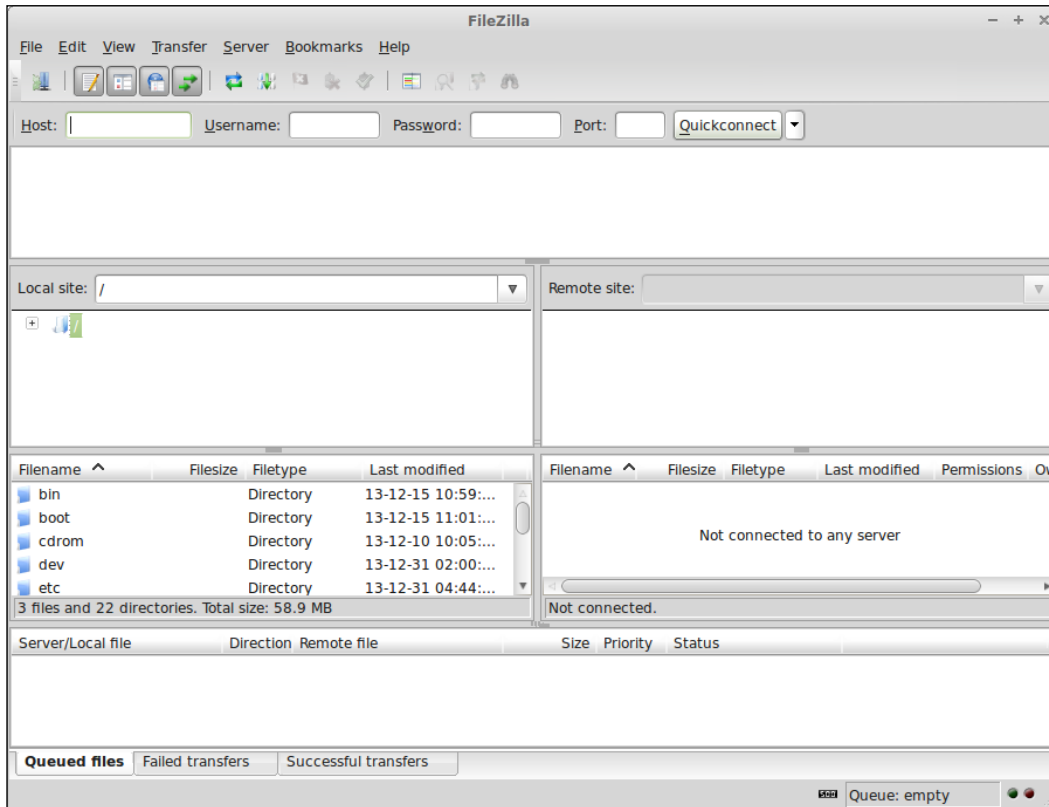 FileZilla
File Edit View Transfer Server Bookmarks Help
Host: Username: Password: Port: Quickconnect
Local site: / Remote site:
/
Filename Filesize Filetype Last modified Filename Filesize Filetype Last modified Permissions Ow
bin Directory 13-12-15 10:59:...
boot Directory 13-12-15 11:01:...
cdrom Directory 13-12-10 10:05:... Not connected to any server
dev Directory 13-12-31 02:00:...
etc Directory 13-12-31 04:44:...
3 files and 22 directories. Total size: 58.9 MB Not connected.
Server/Local file Direction Remote file Size Priority Status
Queued files Failed transfers Successful transfers
Queue: empty